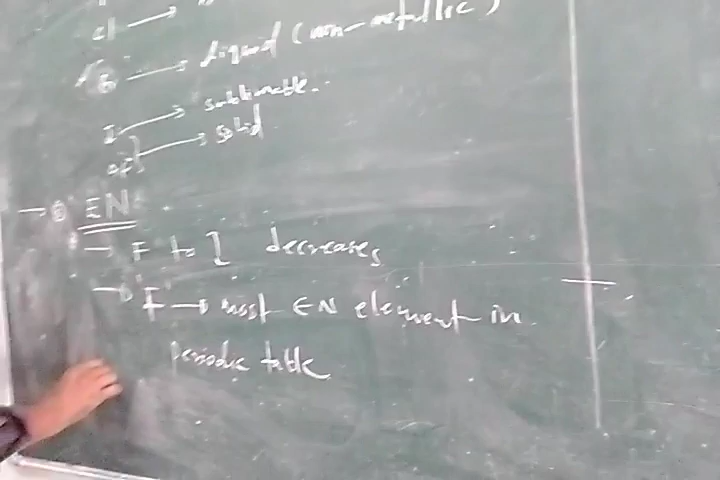 cl →
Br → liquid (non-metallic)
I → sublimable..
At → solid
→ EN:
→ F to I decreases
→ "F" → most EN element in
periodic table